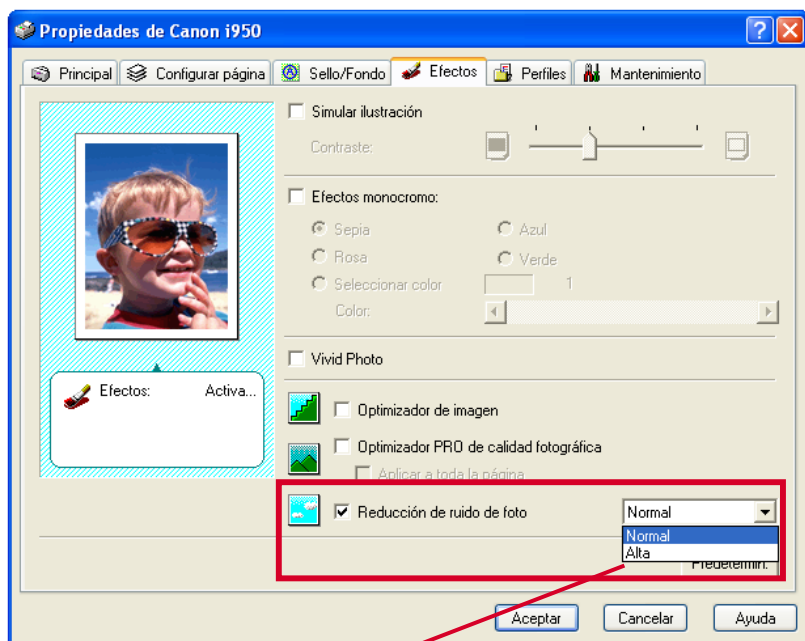 Propiedades de Canon i950
Principal Configurar página Sello/Fondo Efectos Perfiles Mantenimiento
Simular ilustración
Contraste:
Efectos monocromo:
Sepia Azul
Rosa Verde
Seleccionar color 1
Color:
Vivid Photo
Efectos: Activa...
Optimizador de imagen
Optimizador PRO de calidad fotográfica
Aplicar a toda la página
Reducción de ruido de foto Normal
Normal
Alta
Predetermin.
Aceptar Cancelar Ayuda